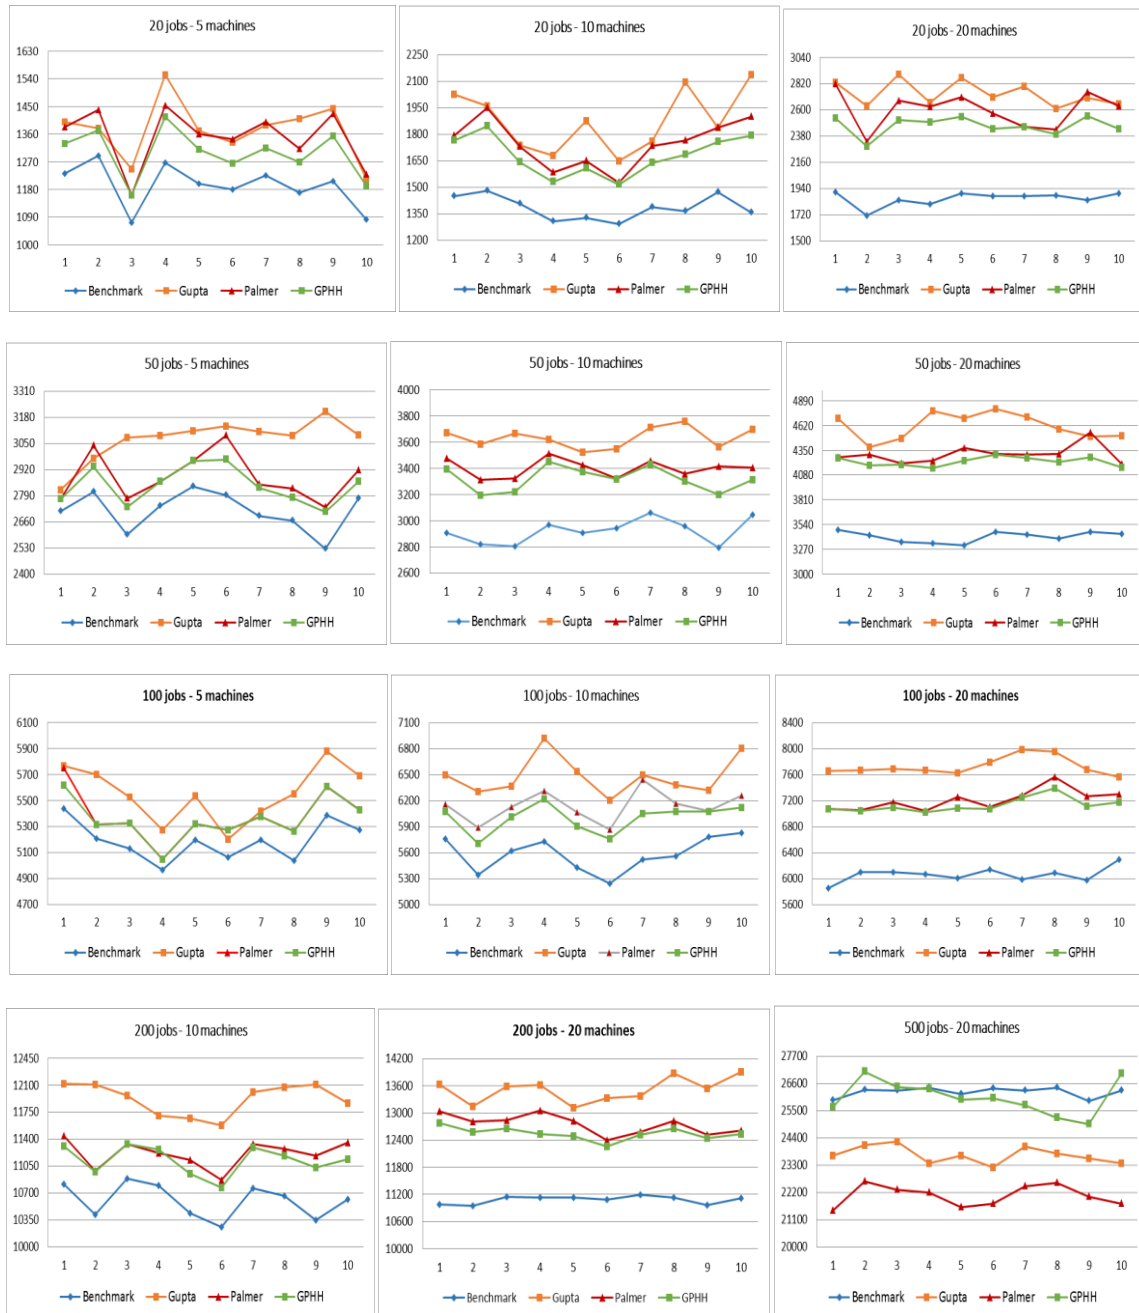 20 jobs - 5 machines
1630
1540
1450
1360
1270
1180
1090
1000
1 2 3 4 5 6 7 8 9 10
Benchmark Gupta Palmer GPHH
20 jobs - 10 machines
2250
2100
1950
1800
1650
1500
1350
1200
1 2 3 4 5 6 7 8 9 10
Benchmark Gupta Palmer GPHH
20 jobs - 20 machines
3040
2820
2600
2380
2160
1940
1720
1500
1 2 3 4 5 6 7 8 9 10
Benchmark Gupta Palmer GPHH
50 jobs - 5 machines
3310
3180
3050
2920
2790
2660
2530
2400
1 2 3 4 5 6 7 8 9 10
Benchmark Gupta Palmer GPHH
50 jobs - 10 machines
4000
3800
3600
3400
3200
3000
2800
2600
1 2 3 4 5 6 7 8 9 10
Benchmark Gupta Palmer GPHH
50 jobs - 20 machines
4890
4620
4350
4080
3810
3540
3270
3000
1 2 3 4 5 6 7 8 9 10
Benchmark Gupta Palmer GPHH
100 jobs - 5 machines
6100
5900
5700
5500
5300
5100
4900
4700
1 2 3 4 5 6 7 8 9 10
Benchmark Gupta Palmer GPHH
100 jobs - 10 machines
7100
6800
6500
6200
5900
5600
5300
5000
1 2 3 4 5 6 7 8 9 10
Benchmark Gupta Palmer GPHH
100 jobs - 20 machines
8400
8000
7600
7200
6800
6400
6000
5600
1 2 3 4 5 6 7 8 9 10
Benchmark Gupta Palmer GPHH
200 jobs - 10 machines
12450
12100
11750
11400
11050
10700
10350
10000
1 2 3 4 5 6 7 8 9 10
Benchmark Gupta Palmer GPHH
200 jobs - 20 machines
14200
13600
13000
12400
11800
11200
10600
10000
1 2 3 4 5 6 7 8 9 10
Benchmark Gupta Palmer GPHH
500 jobs - 20 machines
27700
26600
25500
24400
23300
22200
21100
20000
1 2 3 4 5 6 7 8 9 10
Benchmark Gupta Palmer GPHH